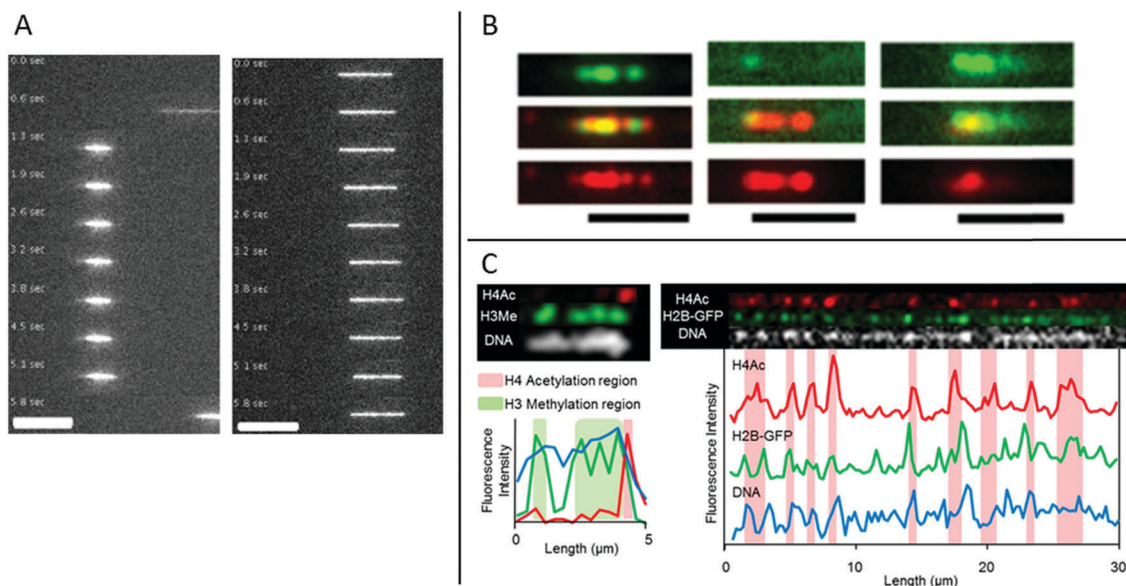 A
0.0 sec
0.6 sec
1.3 sec
1.9 sec
2.6 sec
3.2 sec
3.8 sec
4.5 sec
5.1 sec
5.8 sec
0.0 sec
0.6 sec
1.3 sec
1.9 sec
2.6 sec
3.2 sec
3.8 sec
4.5 sec
5.1 sec
5.8 sec
B
C
H4Ac
H3Me
DNA
H4 Acetylation region
H3 Methylation region
Fluorescence
Intensity
0
5
Length (μm)
H4Ac
H2B-GFP
DNA
H4Ac
H2B-GFP
DNA
Fluorescence Intensity
0
10
20
30
Length (μm)